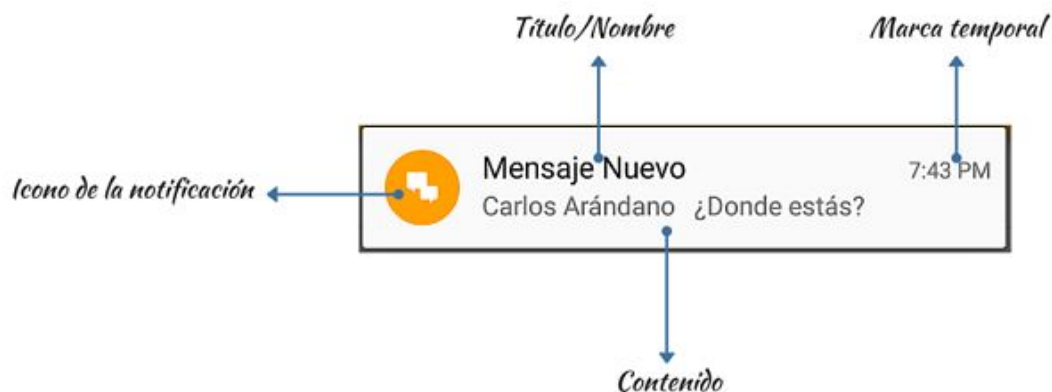 Título/Nombre
Marca temporal
Icono de la notificación
Mensaje Nuevo
7:43 PM
Carlos Arándano ¿Donde estás?
Contenido